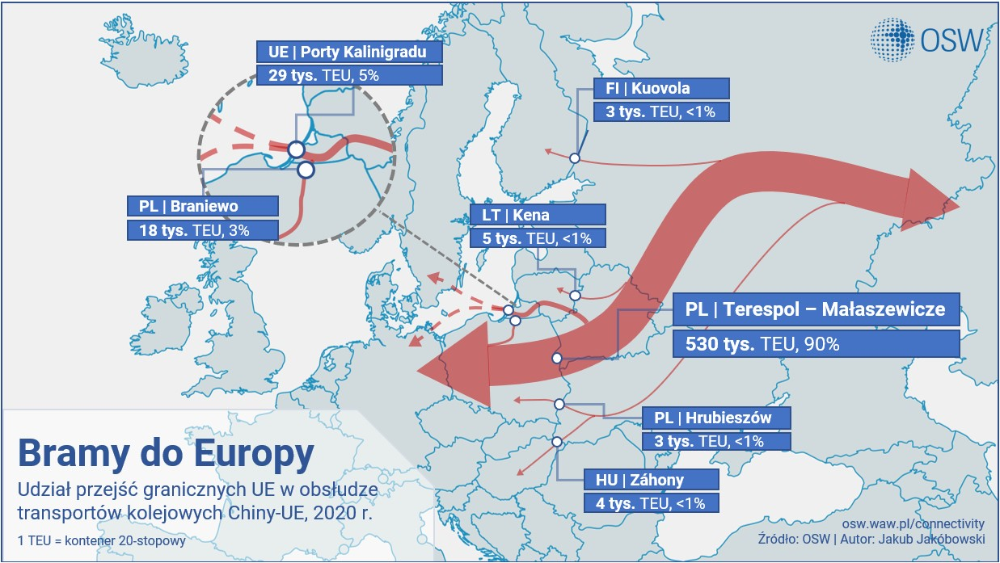 UE | Porty Kalinigradu
29 tys. TEU, 5%
OSW
FI | Kuovola
3 tys. TEU, <1%
PL | Braniewo
18 tys. TEU, 3%
LT | Kena
5 tys. TEU, <1%
PL | Terespol – Małaszewicze
530 tys. TEU, 90%
PL | Hrubieszów
3 tys. TEU, <1%
HU | Záhony
4 tys. TEU, <1%
Bramy do Europy
Udział przejść granicznych UE w obsłudze
transportów kolejowych Chiny-UE, 2020 r.
1 TEU = kontener 20-stopowy
osw.waw.pl/connectivity
Źródło: OSW | Autor: Jakub Jakóbowski